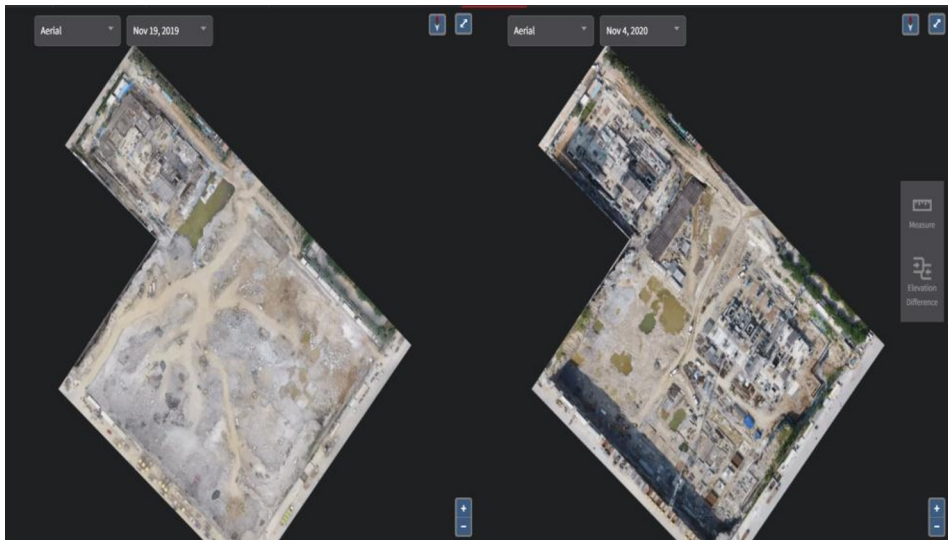 Aerial
Nov 19, 2019
Aerial
Nov 4, 2020
Measure
Elevation
Difference
+
−
+
−